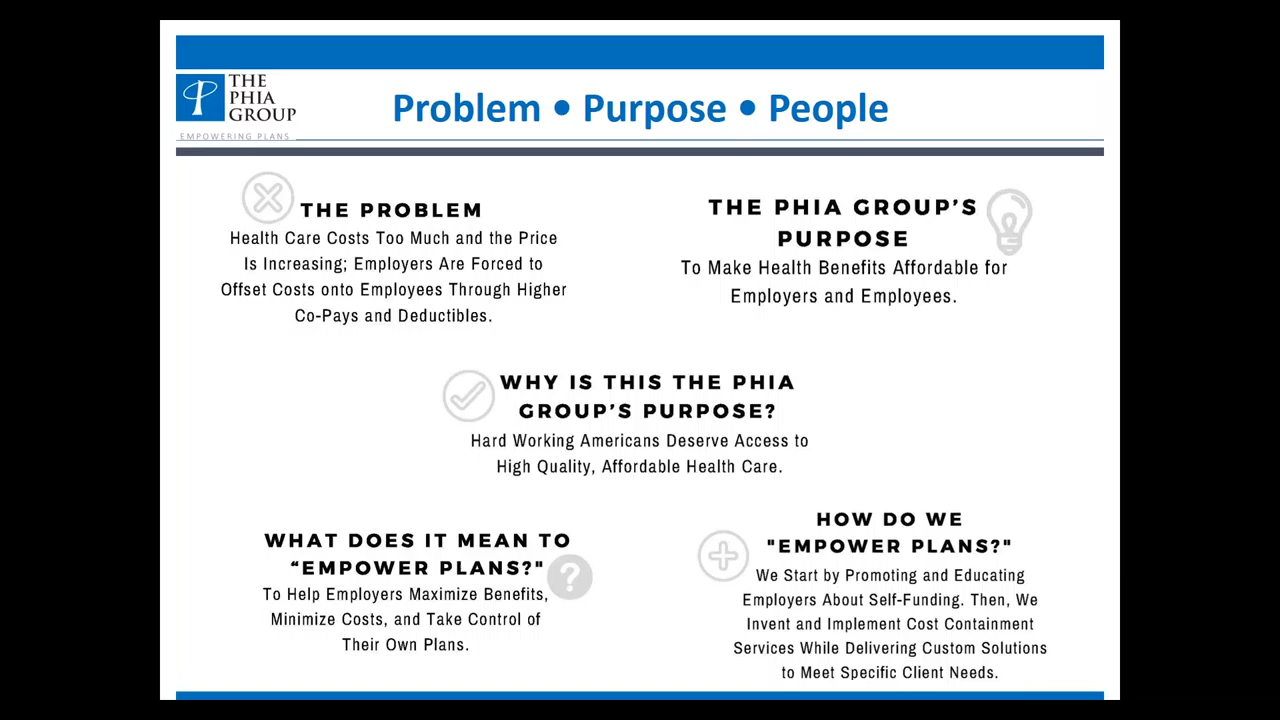 THE
PHIA
GROUP
EMPOWERING PLANS
Problem • Purpose • People
THE PROBLEM
Health Care Costs Too Much and the Price
Is Increasing; Employers Are Forced to
Offset Costs onto Employees Through Higher
Co-Pays and Deductibles.
THE PHIA GROUP’S
PURPOSE
To Make Health Benefits Affordable for
Employers and Employees.
WHY IS THIS THE PHIA
GROUP’S PURPOSE?
Hard Working Americans Deserve Access to
High Quality, Affordable Health Care.
WHAT DOES IT MEAN TO
“EMPOWER PLANS?"
?
To Help Employers Maximize Benefits,
Minimize Costs, and Take Control of
Their Own Plans.
HOW DO WE
"EMPOWER PLANS?"
We Start by Promoting and Educating
Employers About Self-Funding. Then, We
Invent and Implement Cost Containment
Services While Delivering Custom Solutions
to Meet Specific Client Needs.